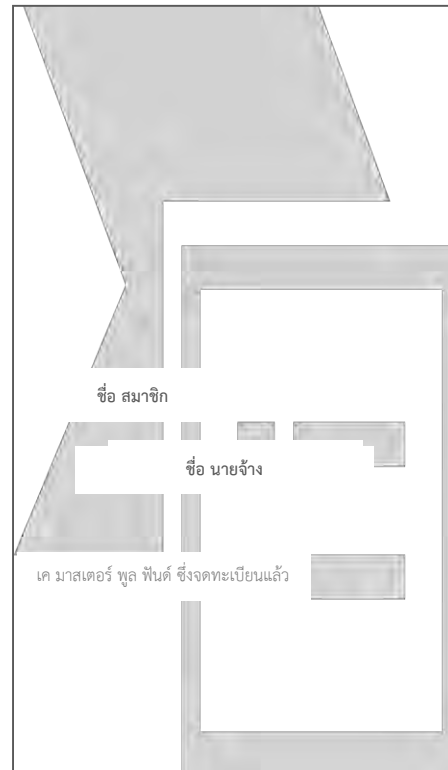 ชื่อ สมาชิก
ชื่อ นายจ้าง
เค มาสเตอร์ พูล ฟันด์ ซึ่งจดทะเบียนแล้ว